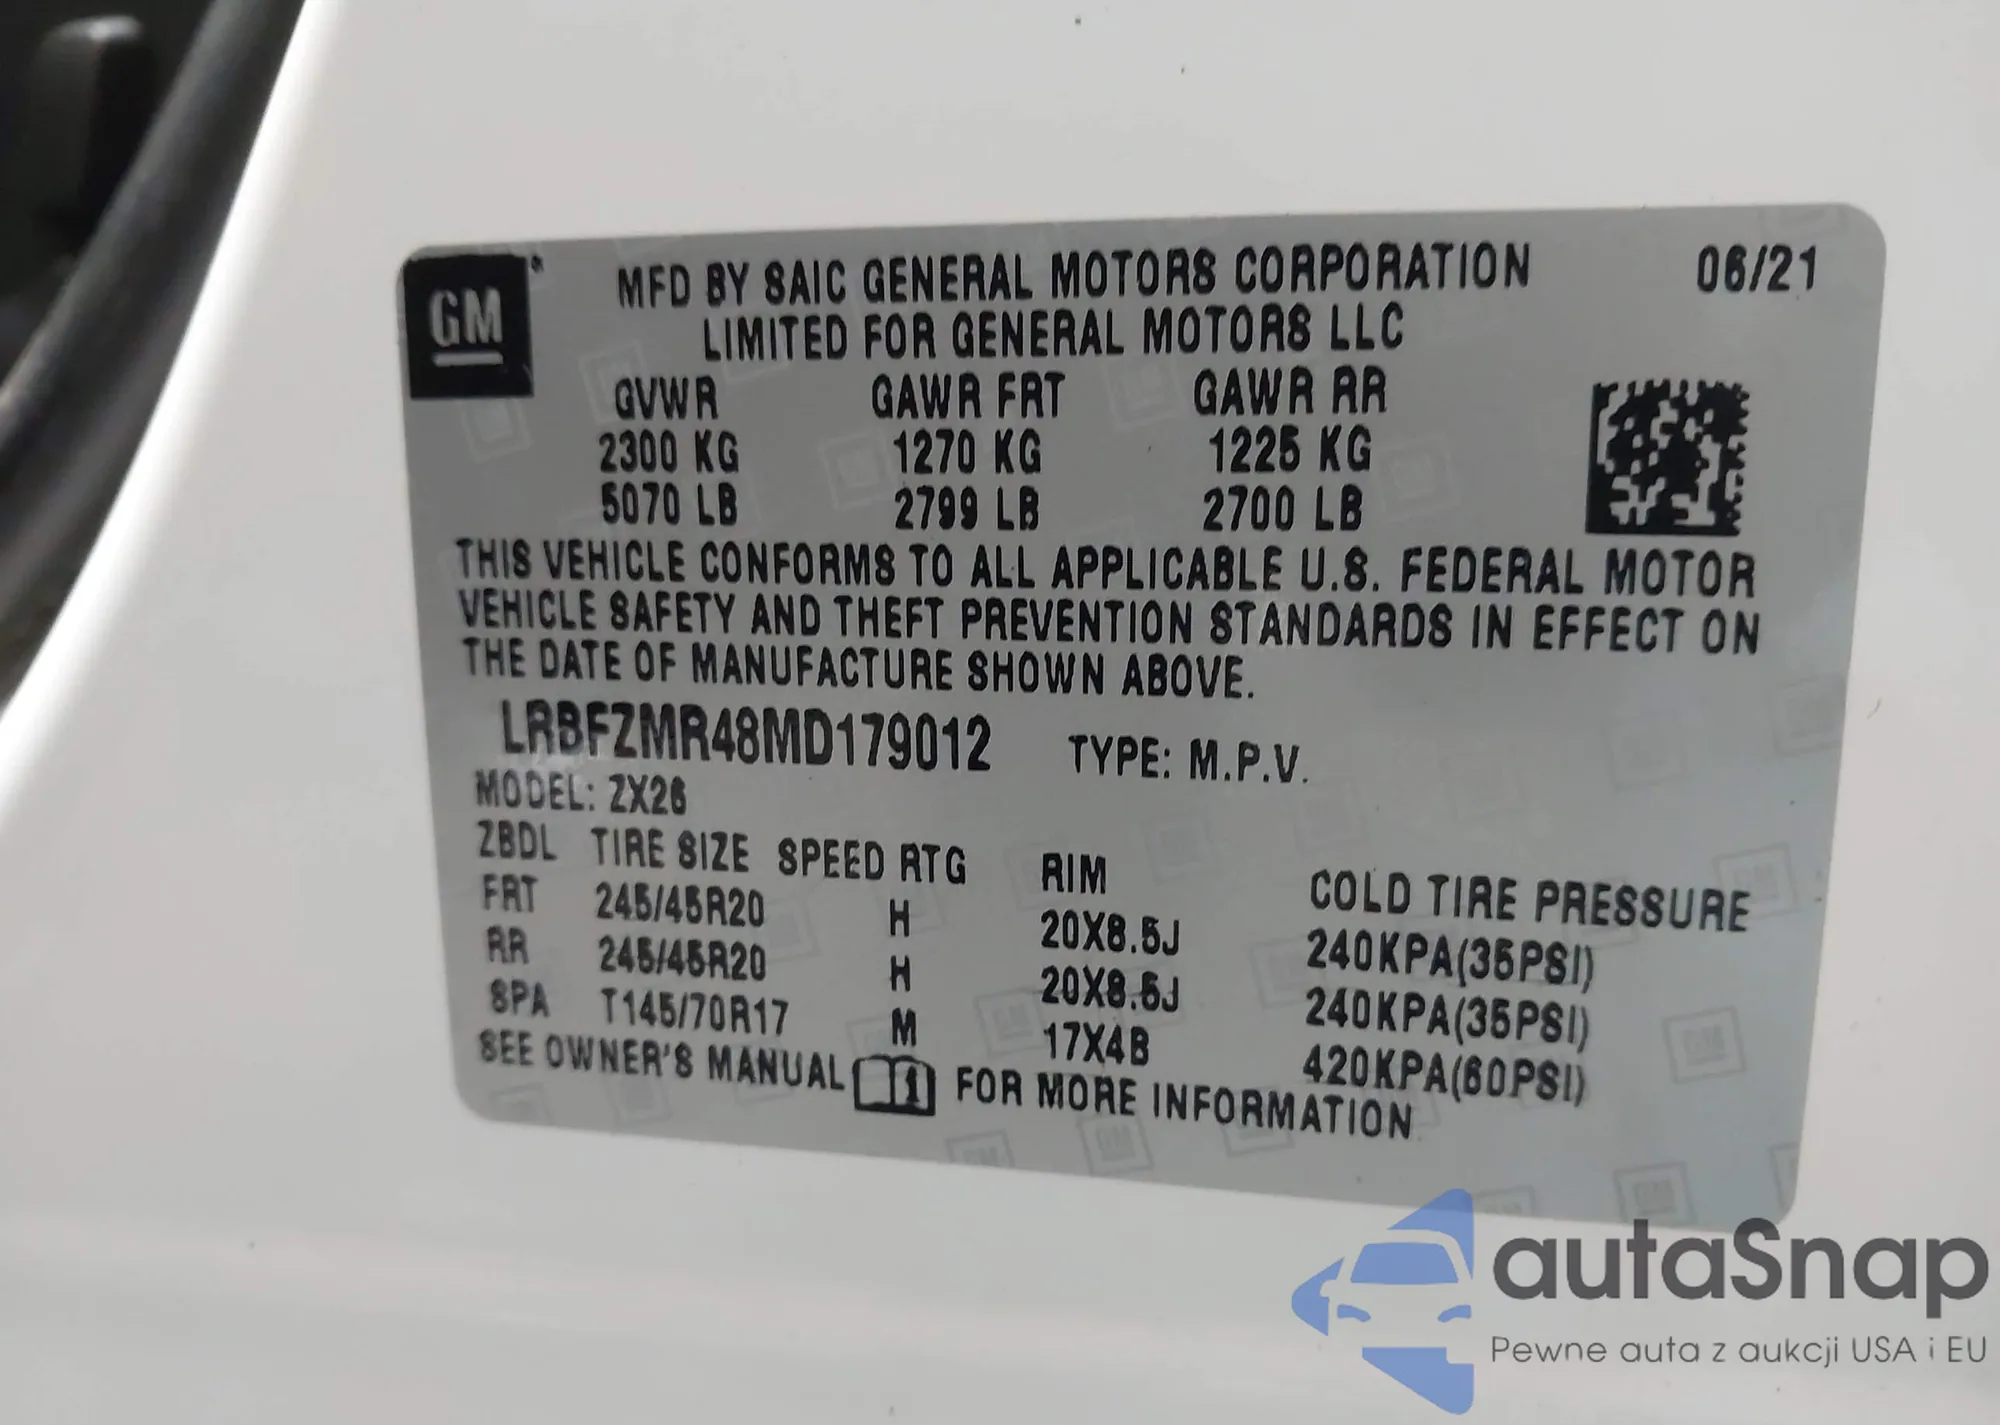 GM
MFD BY SAIC GENERAL MOTORS CORPORATION 06/21
LIMITED FOR GENERAL MOTORS LLC
GVWR GAWR FRT GAWR RR
2300 KG 1270 KG 1225 KG
5070 LB 2799 LB 2700 LB
THIS VEHICLE CONFORMS TO ALL APPLICABLE U.S. FEDERAL MOTOR
VEHICLE SAFETY AND THEFT PREVENTION STANDARDS IN EFFECT ON
THE DATE OF MANUFACTURE SHOWN ABOVE.
LRBFZMR48MD179012 TYPE: M.P.V.
MODEL: ZX26
ZBDL TIRE SIZE SPEED RTG RIM COLD TIRE PRESSURE
FRT 245/45R20 H 20X8.5J 240KPA(35PSI)
RR 245/45R20 H 20X8.5J 240KPA(35PSI)
SPA T145/70R17 M 17X4B 420KPA(60PSI)
SEE OWNER'S MANUAL FOR MORE INFORMATION
autaSnap
Pewne auta z aukcji USA i EU